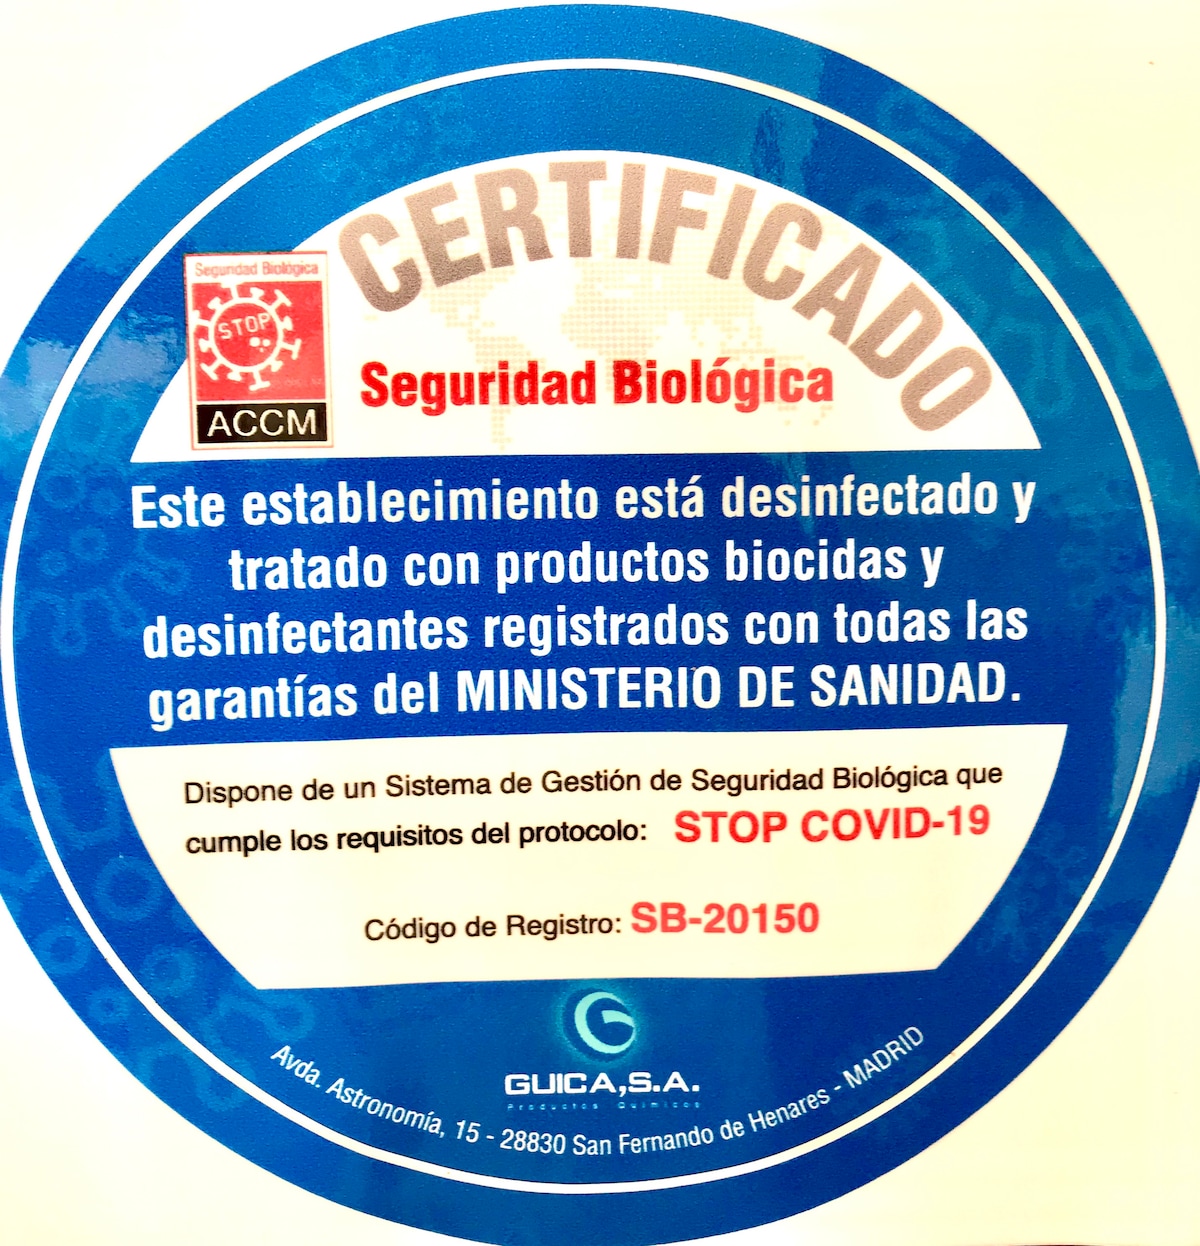 CERTIFICADO
Seguridad Biológica
STOP
ACCM
Seguridad Biológica
Este establecimiento está desinfectado y
tratado con productos biocidas y
desinfectantes registrados con todas las
garantías del MINISTERIO DE SANIDAD.
Dispone de un Sistema de Gestión de Seguridad Biológica que
cumple los requisitos del protocolo: STOP COVID-19
Código de Registro: SB-20150
GUICA,S.A.
Productos Químicos
Avda. Astronomía, 15 - 28830 San Fernando de Henares - MADRID